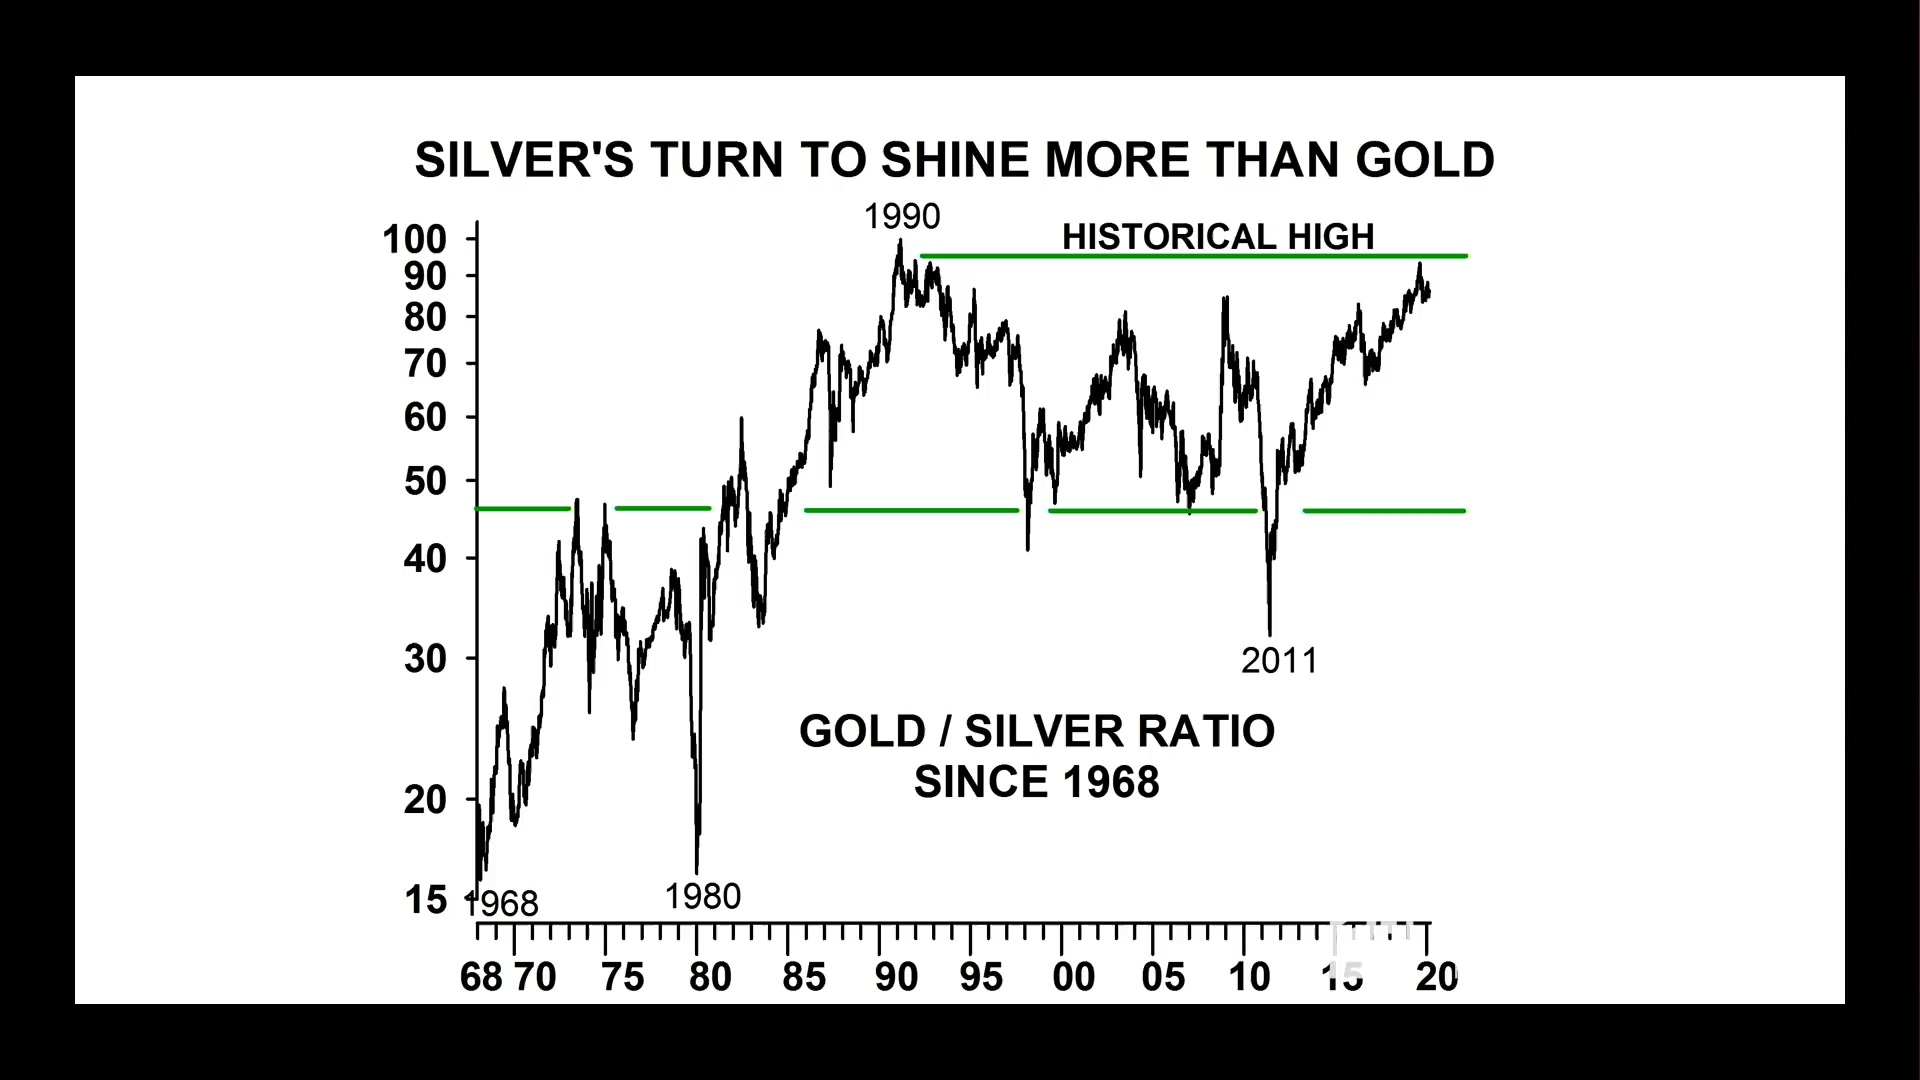 SILVER'S TURN TO SHINE MORE THAN GOLD
1990
HISTORICAL HIGH
100
90
80
70
60
50
40
30
20
15
2011
GOLD / SILVER RATIO
SINCE 1968
1968
1980
68 70 75 80 85 90 95 00 05 10 15 20